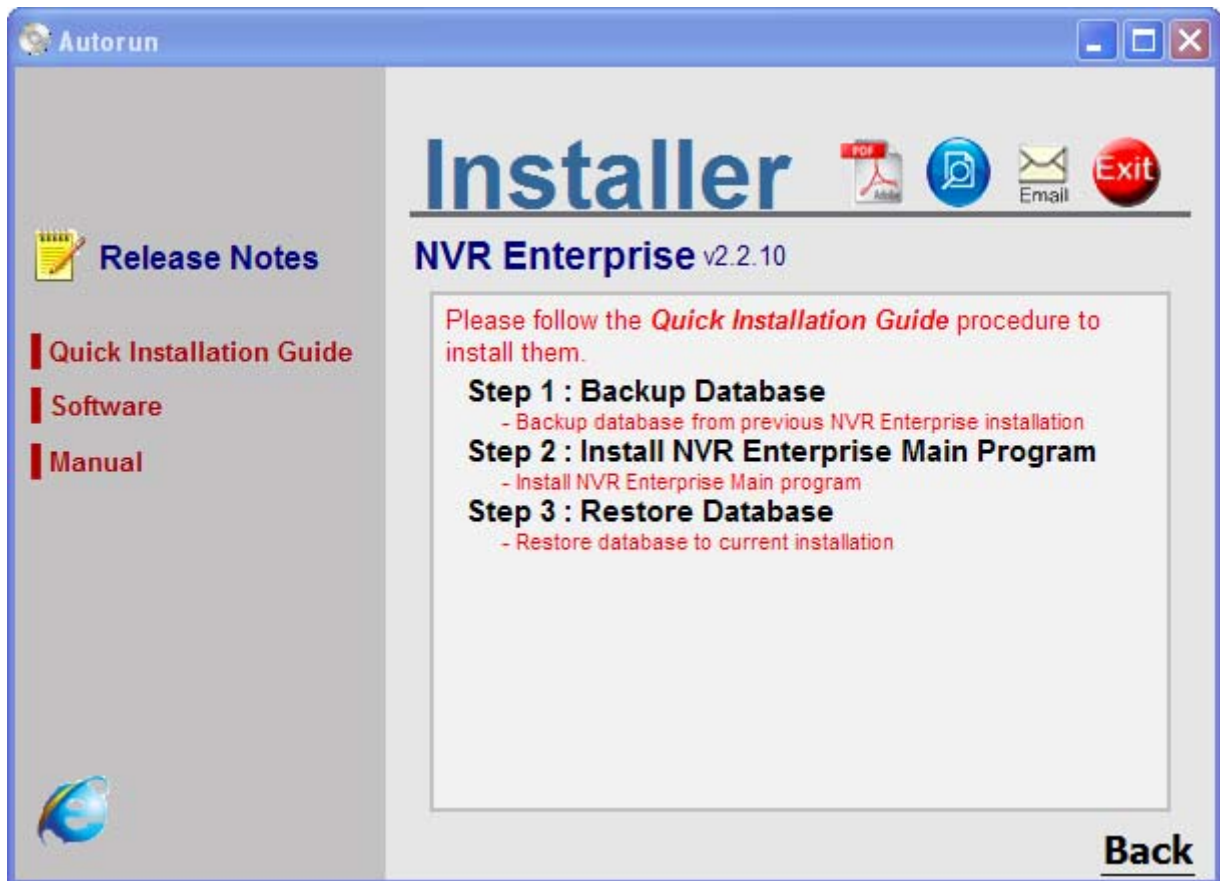 Autorun
Installer
PDF
Adobe
Email
Exit
Release Notes
NVR Enterprise v2.2.10
Quick Installation Guide
Software
Manual
Please follow the Quick Installation Guide procedure to
install them.
Step 1 : Backup Database
- Backup database from previous NVR Enterprise installation
Step 2 : Install NVR Enterprise Main Program
- Install NVR Enterprise Main program
Step 3 : Restore Database
- Restore database to current installation
Back